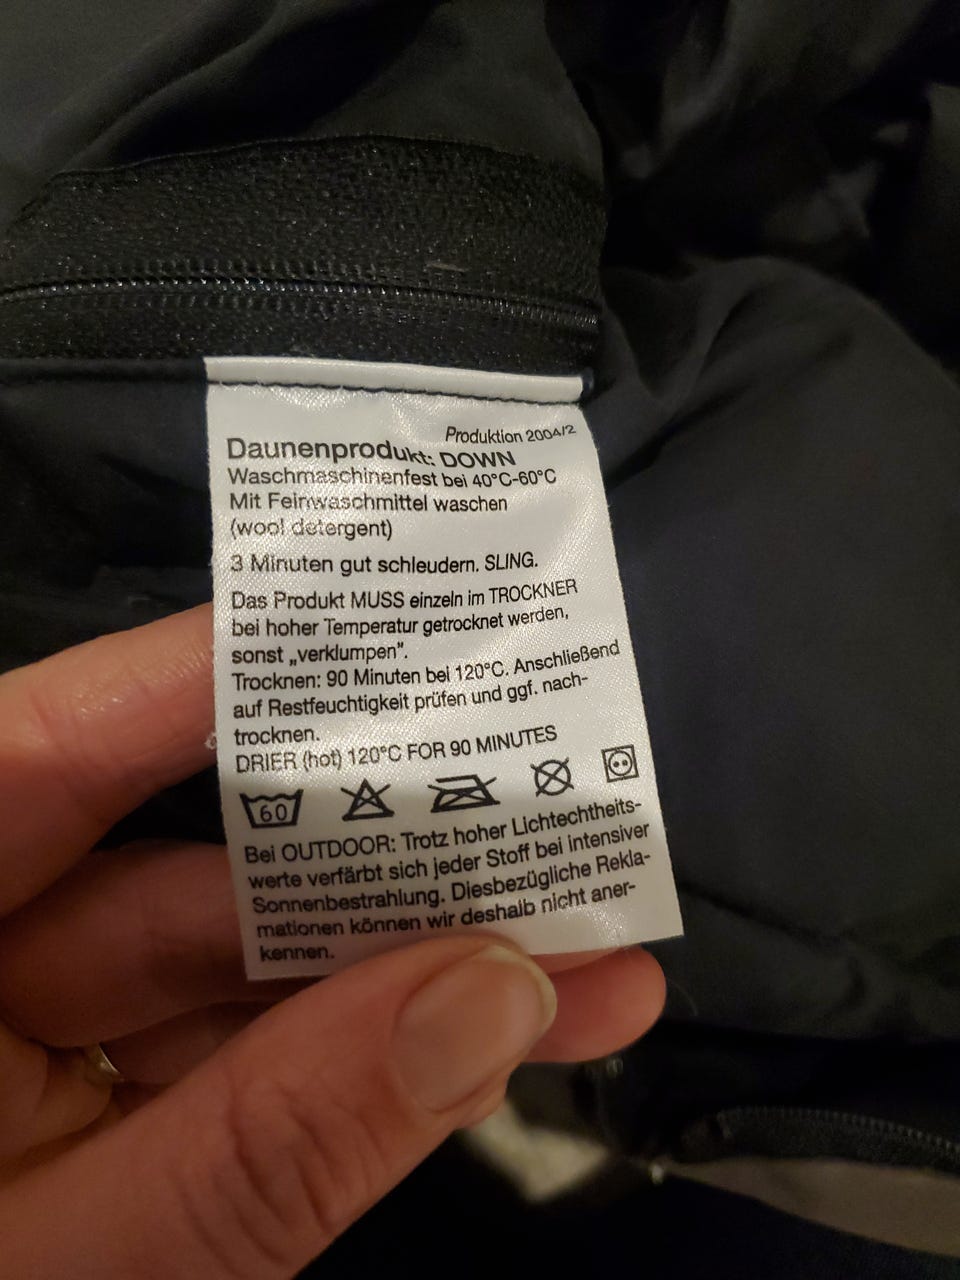 Produktion 2004/2
Daunenprodukt: DOWN
Waschmaschinenfest bei 40°C-60°C
Mit Feinwaschmittel waschen
(wool detergent)
3 Minuten gut schleudern. SLING.
Das Produkt MUSS einzeln im TROCKNER
bei hoher Temperatur getrocknet werden,
sonst „verklumpen".
Trocknen: 90 Minuten bei 120°C. Anschließend
auf Restfeuchtigkeit prüfen und ggf. nach-
trocknen.
DRIER (hot) 120°C FOR 90 MINUTES
60
Bei OUTDOOR: Trotz hoher Lichtechtheits-
werte verfärbt sich jeder Stoff bei intensiver
Sonnenbestrahlung. Diesbezügliche Rekla-
mationen können wir deshalb nicht aner-
kennen.